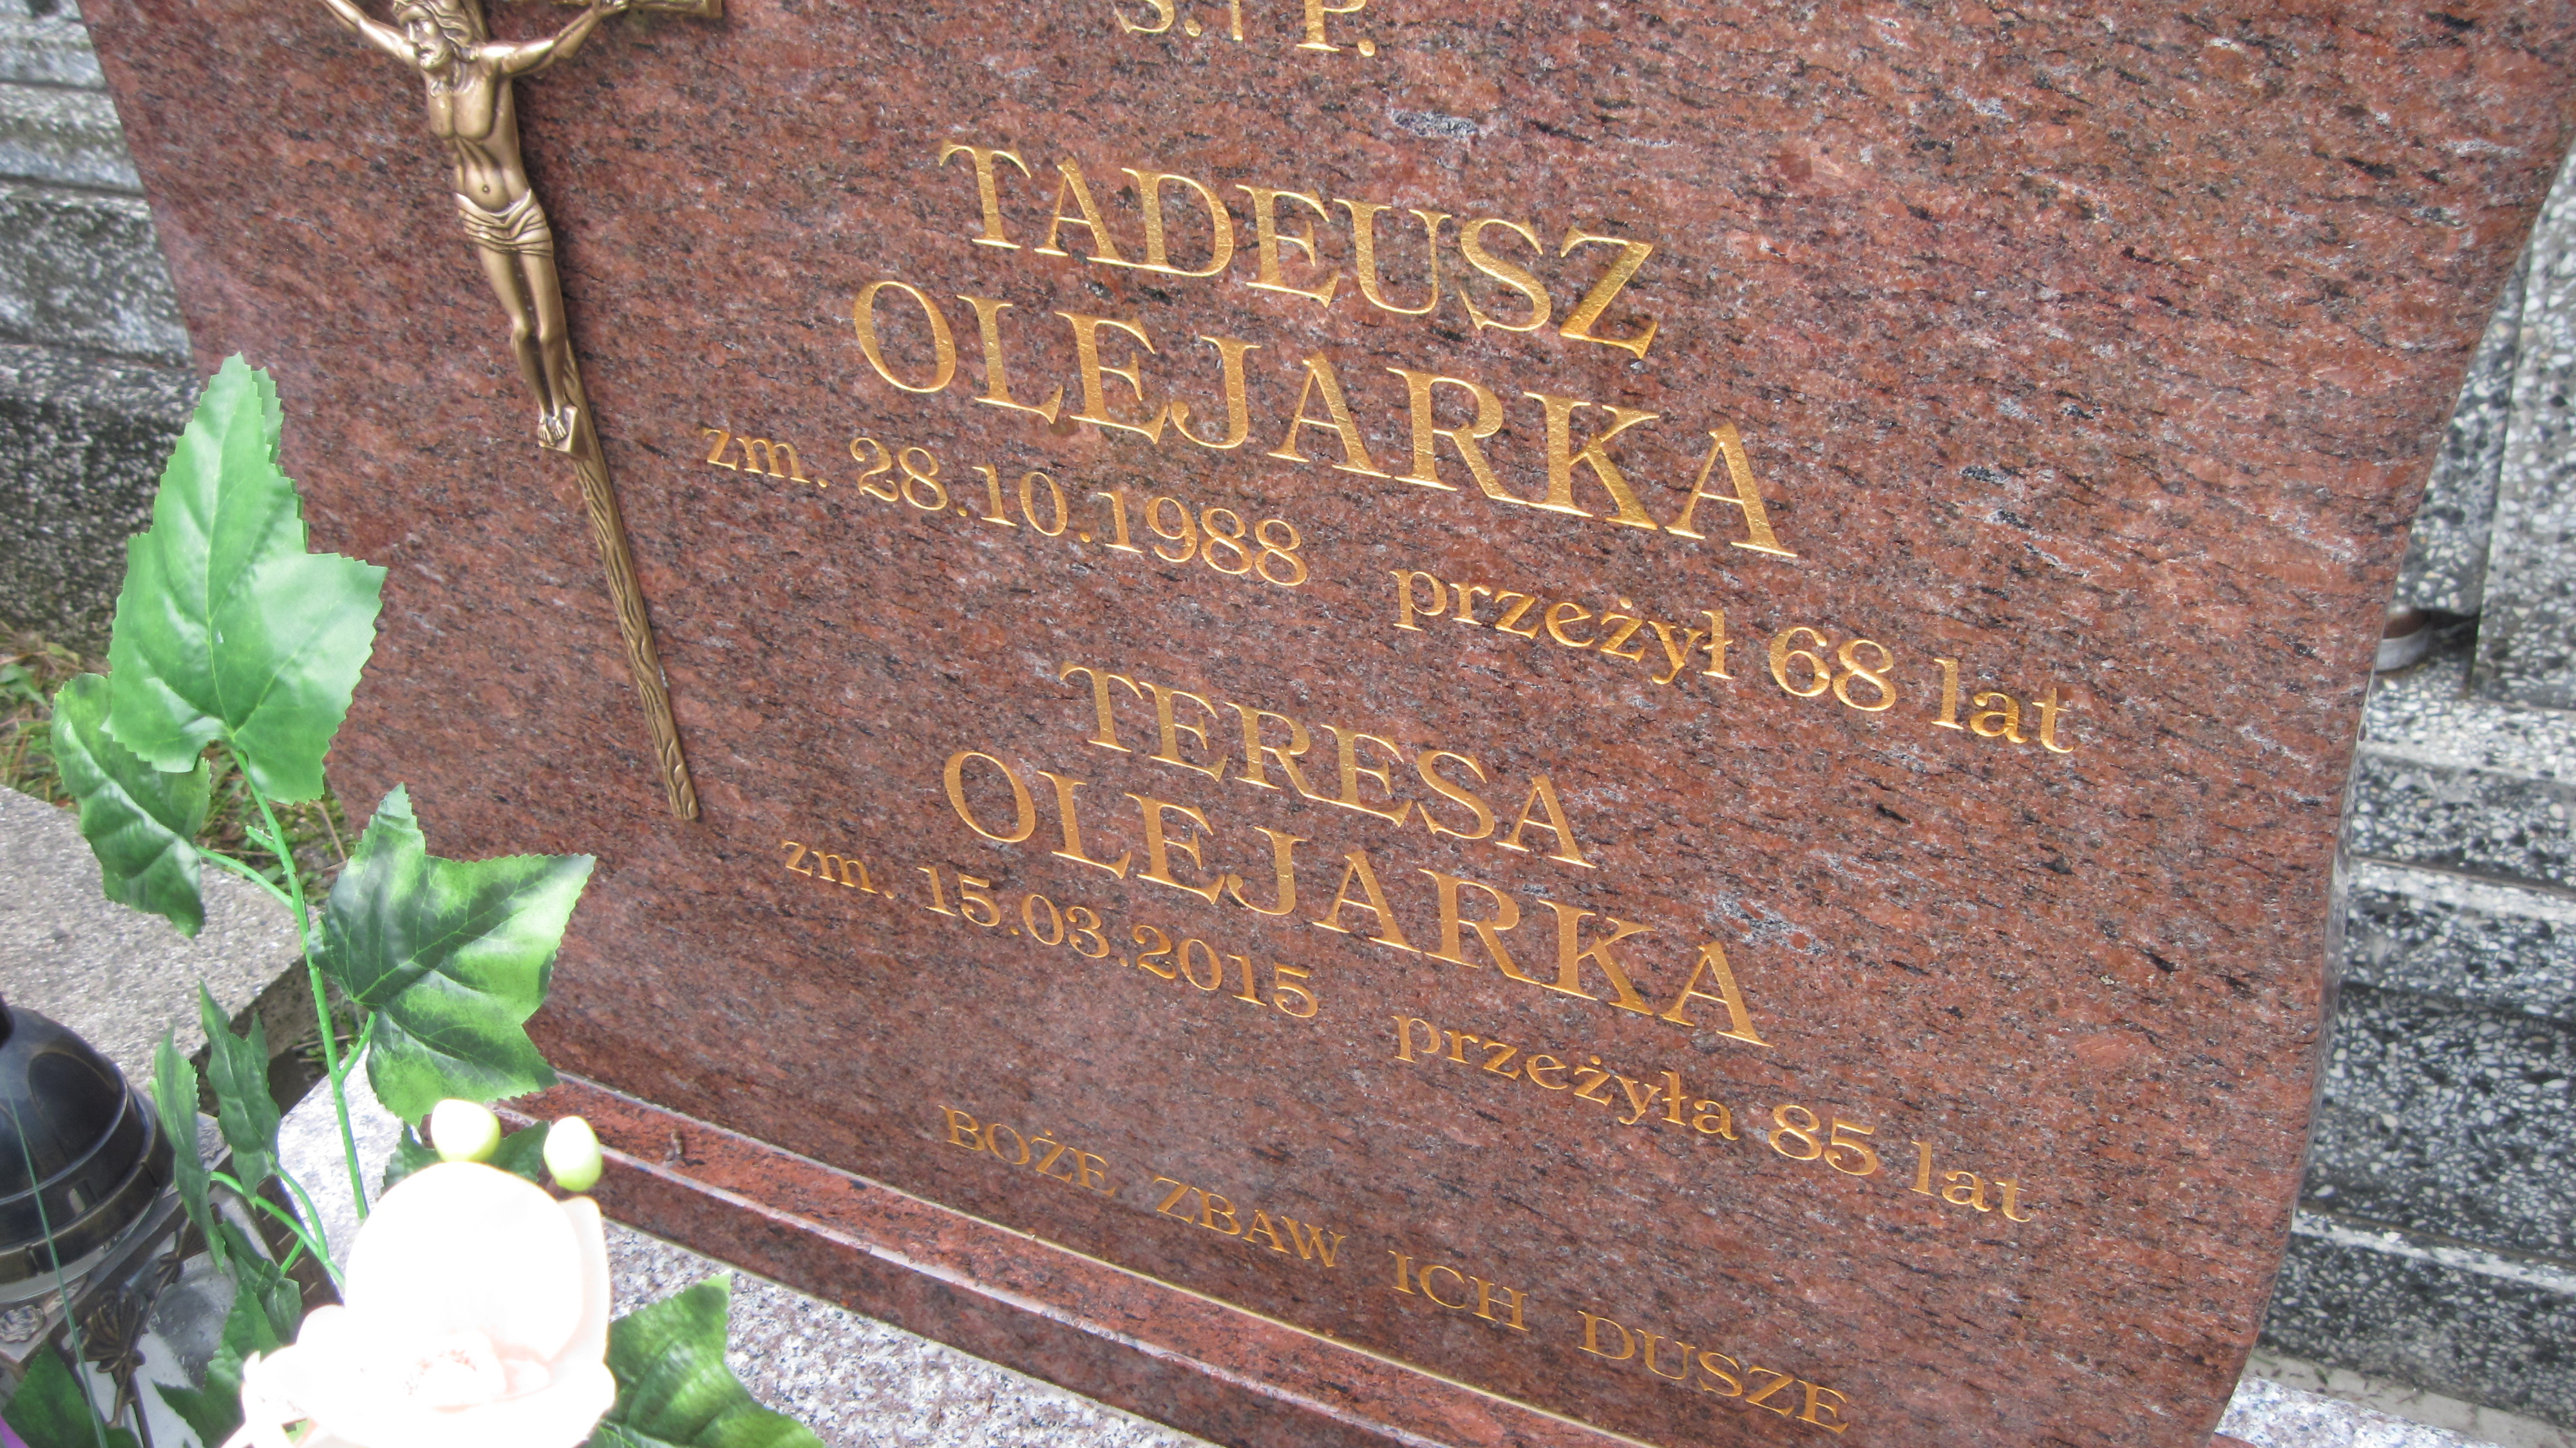 Ś. † P.
TADEUSZ
OLEJARKA
zm. 28.10.1988 przeżył 68 lat
TERESA
OLEJARKA
zm. 15.03.2015 przeżyła 85 lat
BOŻE ZBAW ICH DUSZE